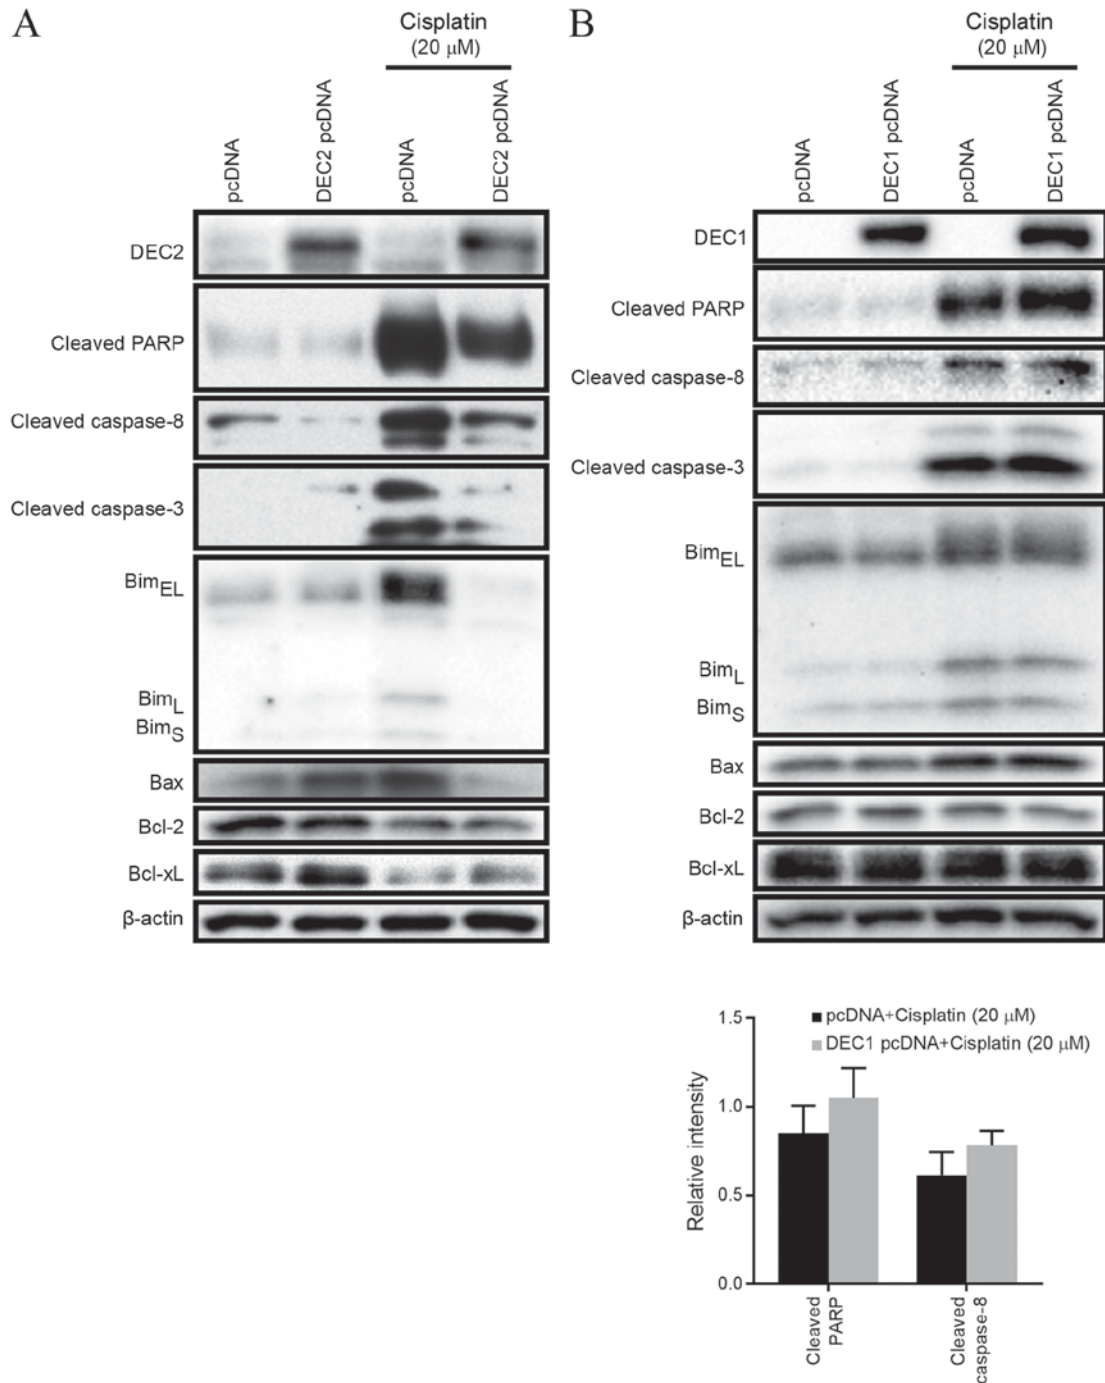 A
Cisplatin
(20 μM)
pcDNA
DEC2 pcDNA
pcDNA
DEC2 pcDNA
DEC2
Cleaved PARP
Cleaved caspase-8
Cleaved caspase-3
BimEL
BimL
BimS
Bax
Bcl-2
Bcl-xL
β-actin
B
Cisplatin
(20 μM)
pcDNA
DEC1 pcDNA
pcDNA
DEC1 pcDNA
DEC1
Cleaved PARP
Cleaved caspase-8
Cleaved caspase-3
BimEL
BimL
BimS
Bax
Bcl-2
Bcl-xL
β-actin
pcDNA+Cisplatin (20 μM)
DEC1 pcDNA+Cisplatin (20 μM)
Relative intensity
1.5
1.0
0.5
0.0
Cleaved
PARP
Cleaved
caspase-8